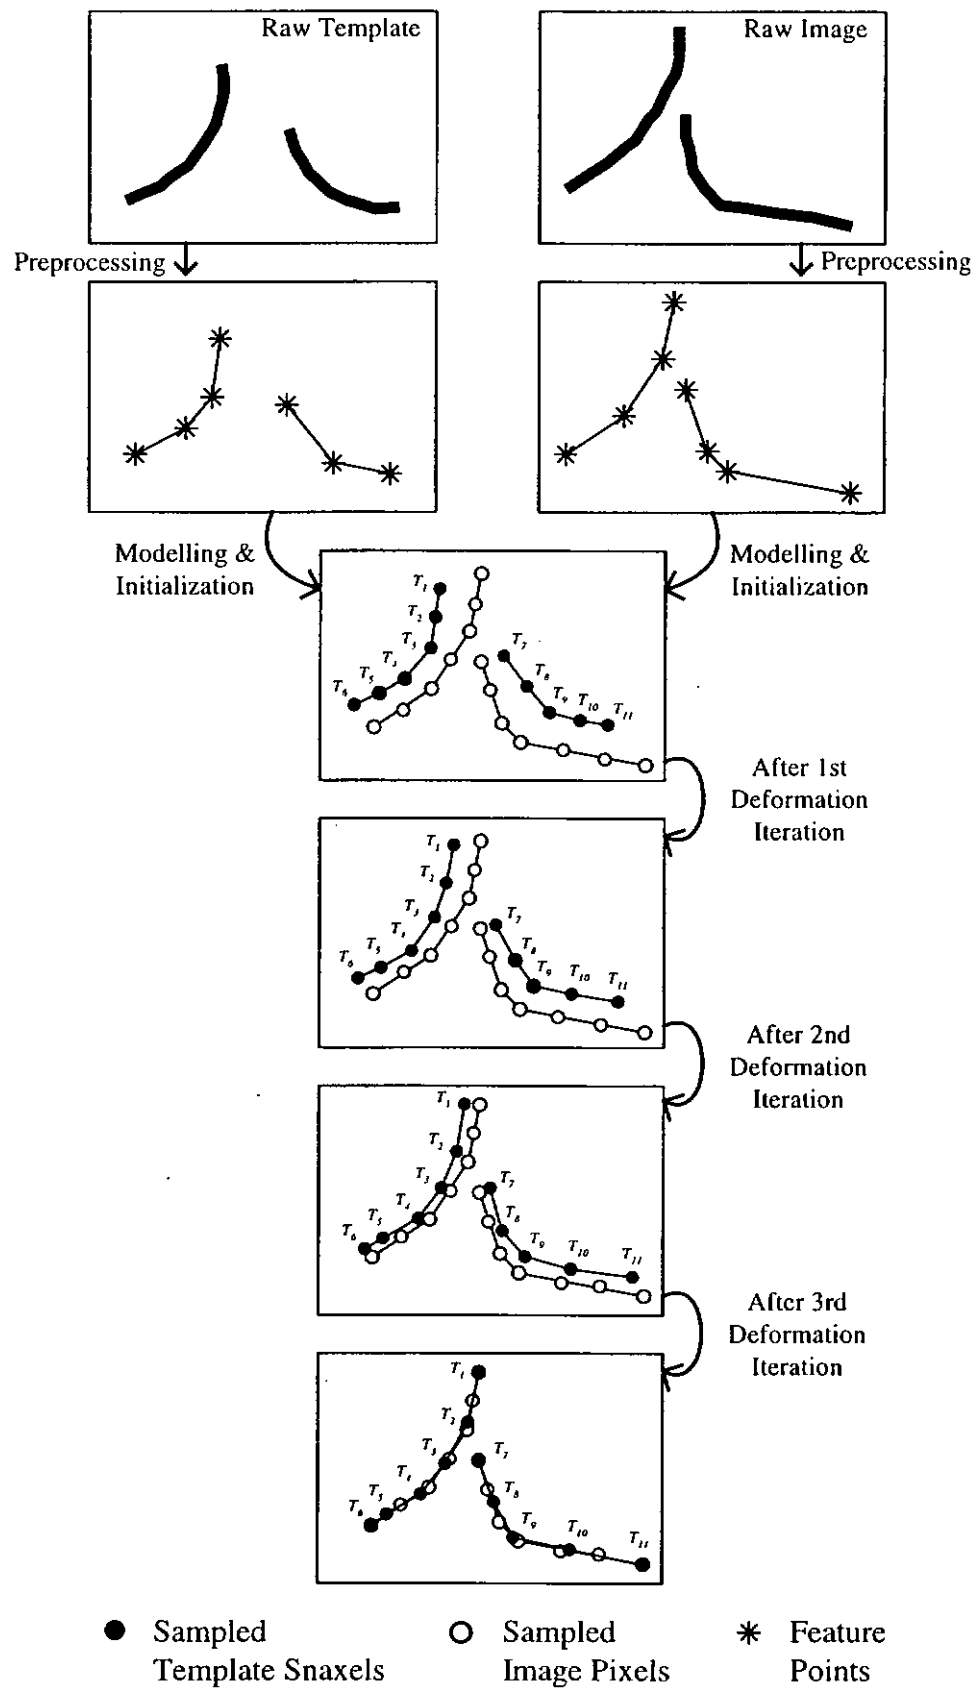 Raw Template
Raw Image
Preprocessing
Preprocessing
Modelling &
Initialization
Modelling &
Initialization
T1
T2
T3
T4
T5
T6
T7
T8
T9
T10
T11
After 1st
Deformation
Iteration
T1
T2
T3
T4
T5
T6
T7
T8
T9
T10
T11
After 2nd
Deformation
Iteration
T1
T2
T3
T4
T5
T6
T7
T8
T9
T10
T11
After 3rd
Deformation
Iteration
T1
T2
T3
T4
T5
T6
T7
T8
T9
T10
T11
Sampled
Template Snaxels
Sampled
Image Pixels
Feature
Points